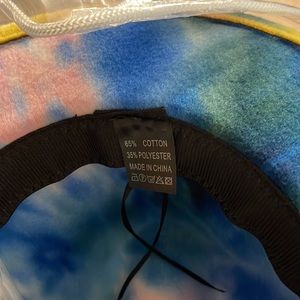 65% COTTON
35% POLYESTER
MADE IN CHINA